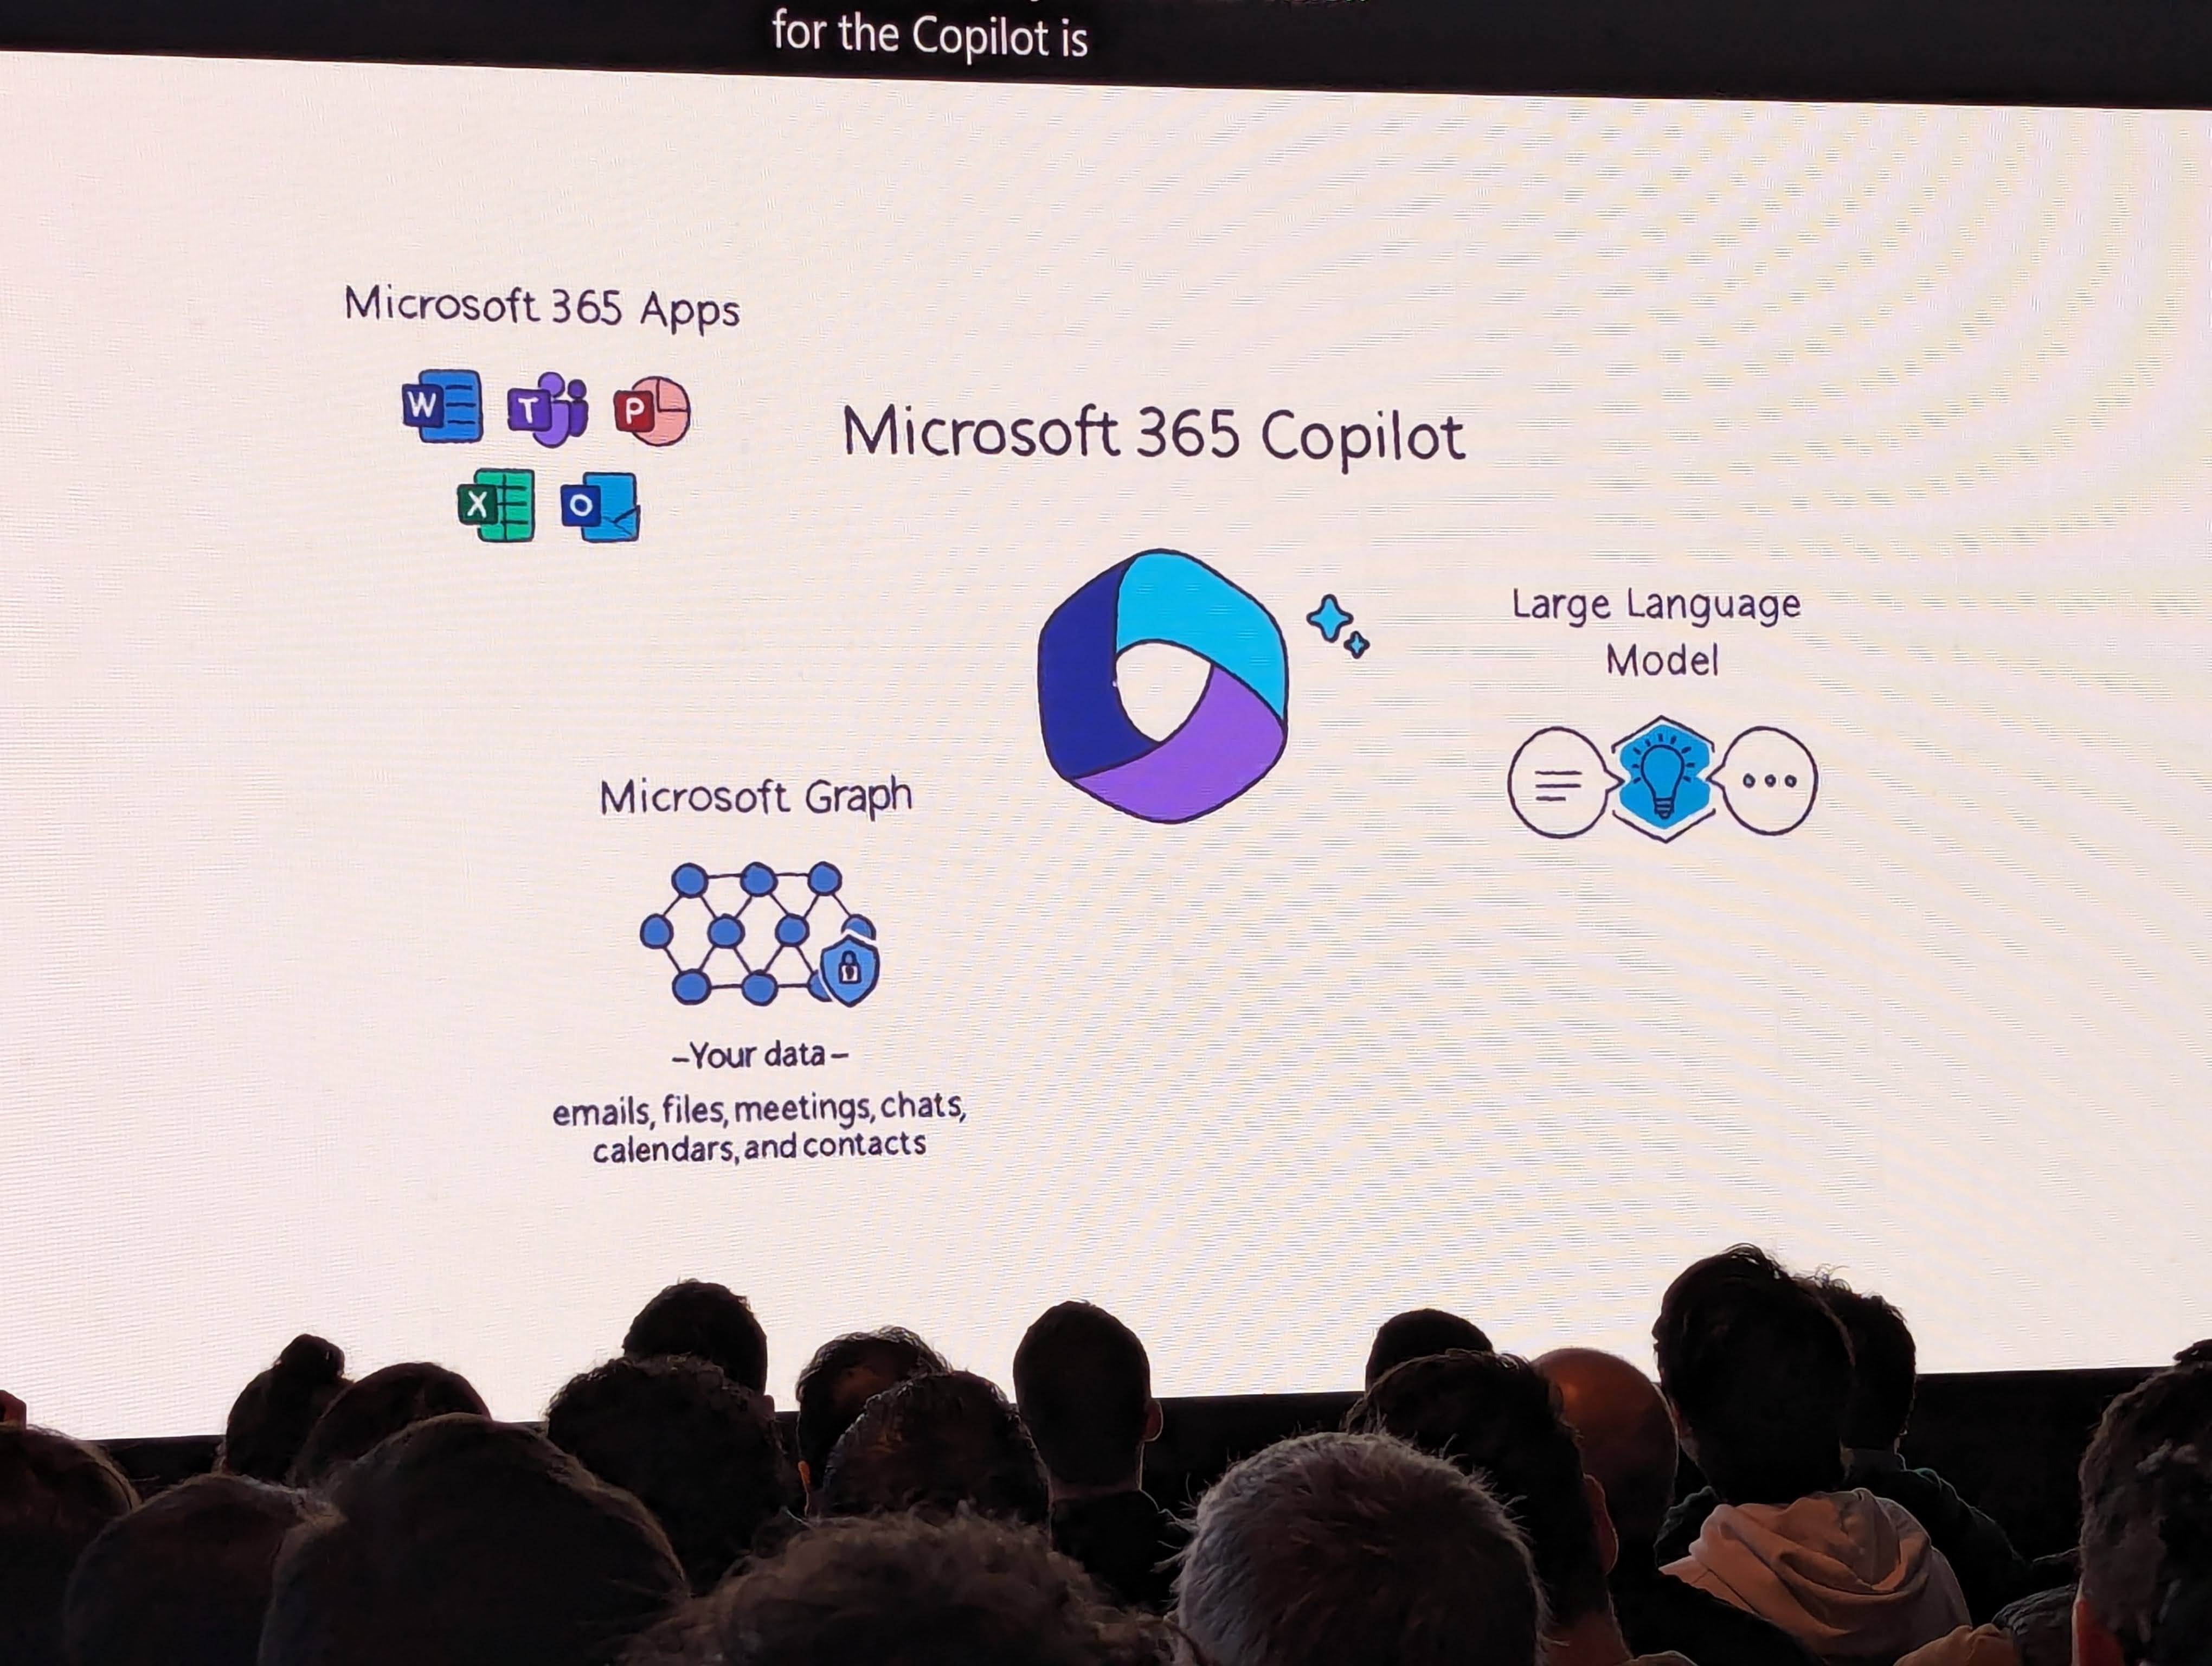 for the Copilot is
Microsoft 365 Apps
W
T
P
X
O
Microsoft 365 Copilot
Large Language
Model
Microsoft Graph
–Your data–
emails, files, meetings, chats,
calendars, and contacts